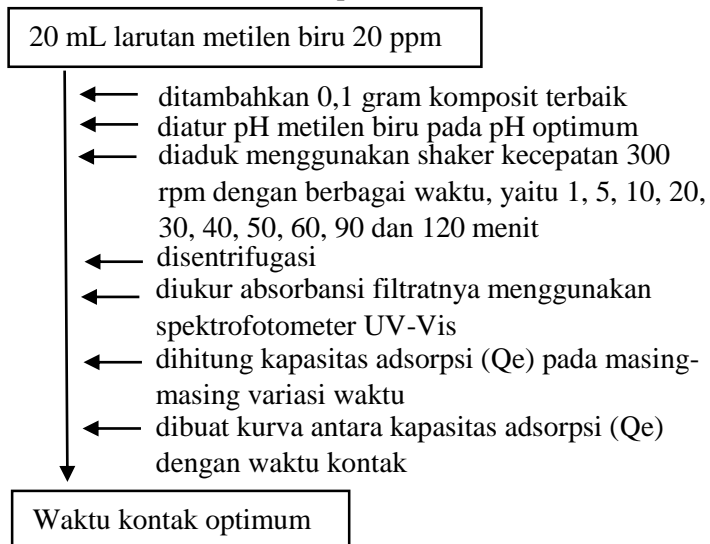 20 mL larutan metilen biru 20 ppm
ditambahkan 0,1 gram komposit terbaik
diatur pH metilen biru pada pH optimum
diaduk menggunakan shaker kecepatan 300
rpm dengan berbagai waktu, yaitu 1, 5, 10, 20,
30, 40, 50, 60, 90 dan 120 menit
disentrifugasi
diukur absorbansi filtratnya menggunakan
spektrofotometer UV-Vis
dihitung kapasitas adsorpsi (Qe) pada masing-
masing variasi waktu
dibuat kurva antara kapasitas adsorpsi (Qe)
dengan waktu kontak
Waktu kontak optimum